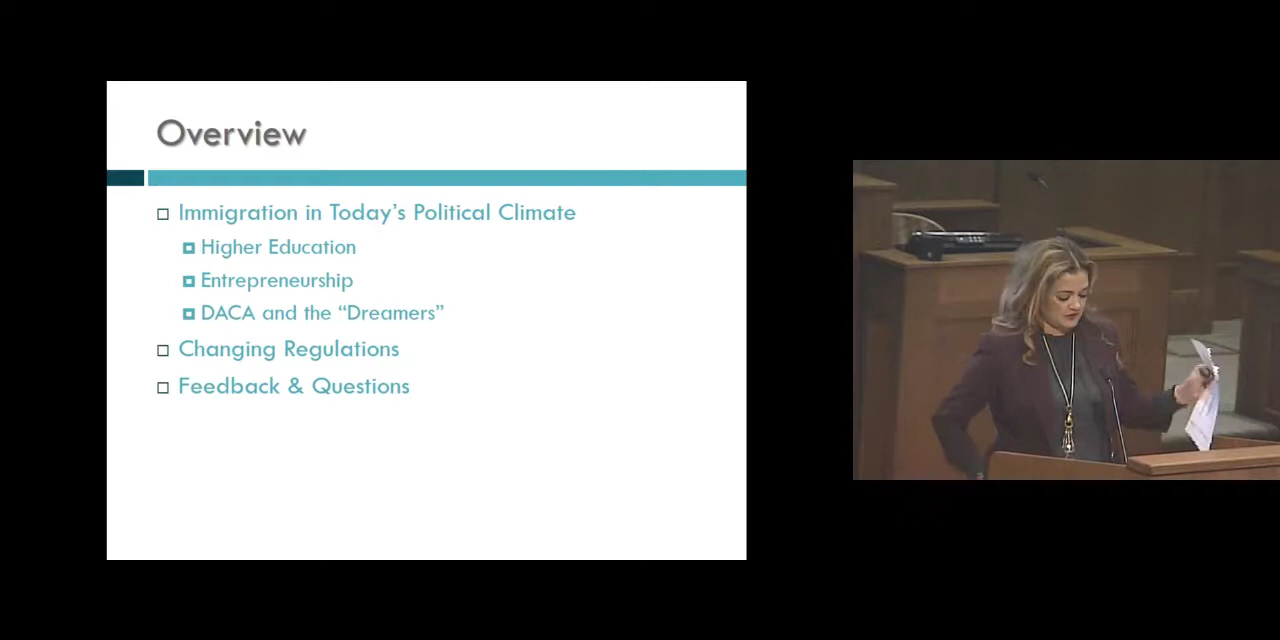 Overview
Immigration in Today's Political Climate
Higher Education
Entrepreneurship
DACA and the “Dreamers”
Changing Regulations
Feedback & Questions